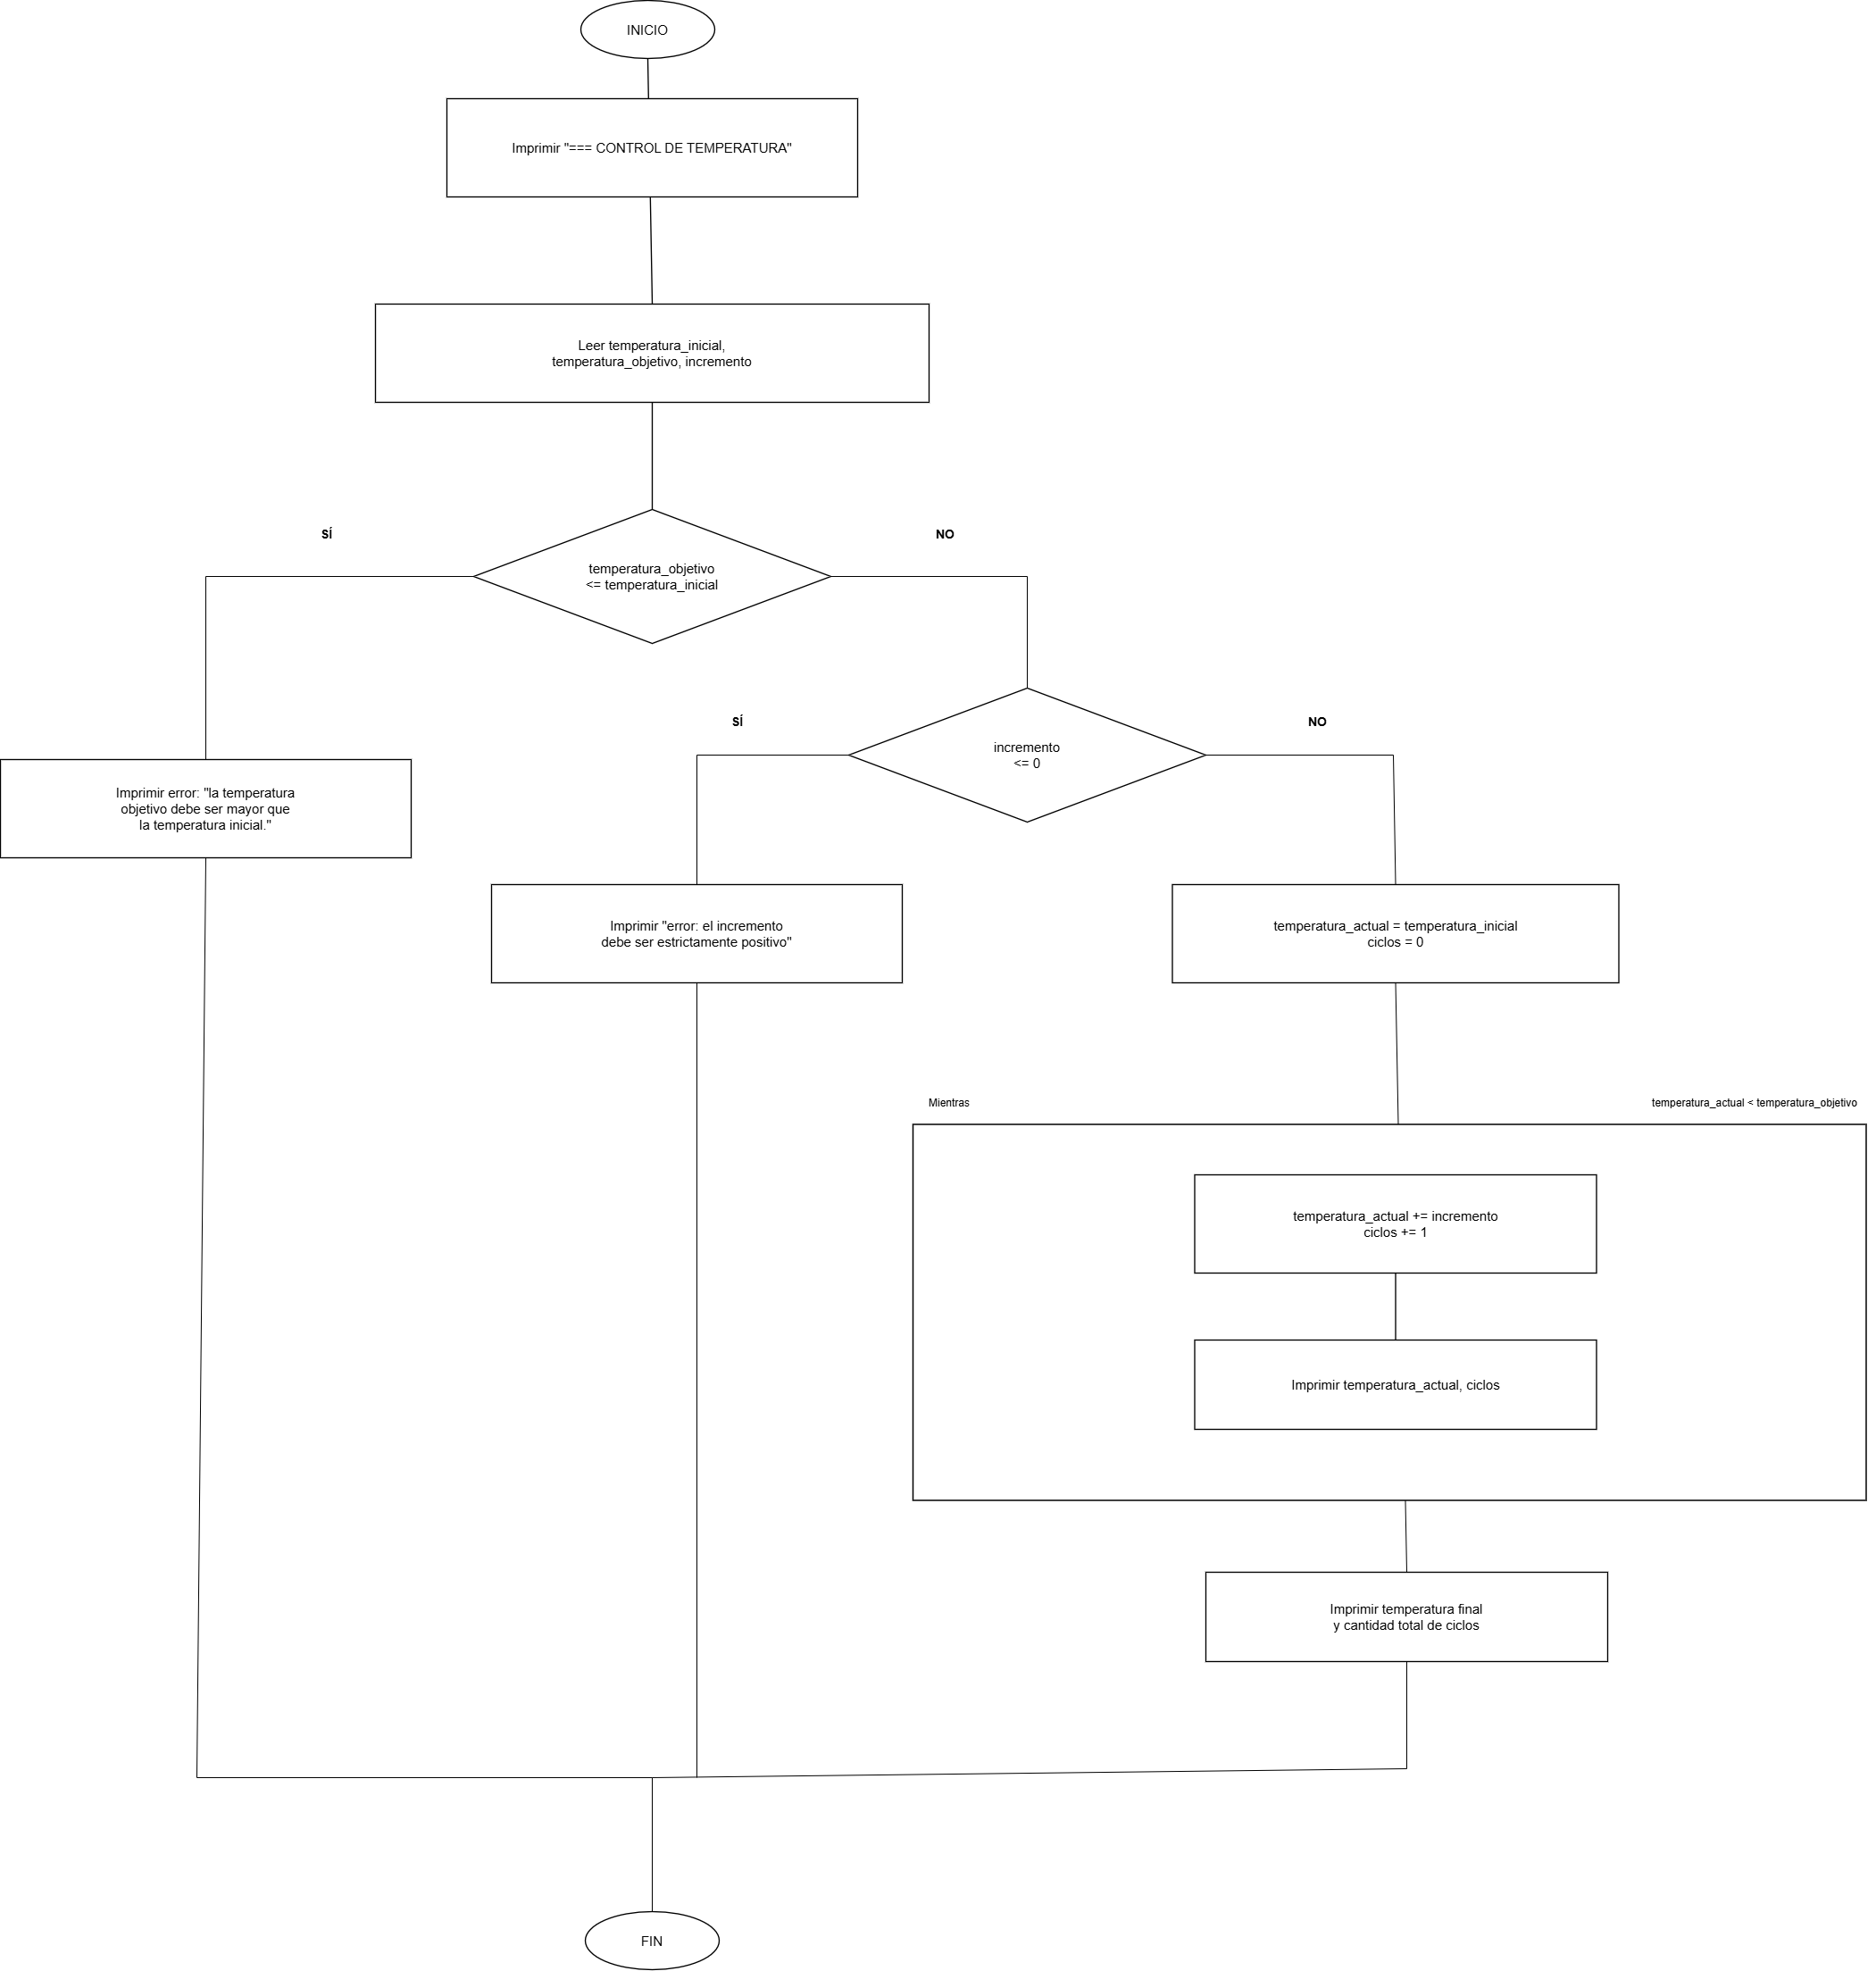 INICIO
Imprimir "=== CONTROL DE TEMPERATURA"
Leer temperatura_inicial,
temperatura_objetivo, incremento
SÍ
NO
temperatura_objetivo
<= temperatura_inicial
SÍ
NO
incremento
<= 0
Imprimir error: "la temperatura
objetivo debe ser mayor que
la temperatura inicial."
Imprimir "error: el incremento
debe ser estrictamente positivo"
temperatura_actual = temperatura_inicial
ciclos = 0
Mientras
temperatura_actual < temperatura_objetivo
temperatura_actual += incremento
ciclos += 1
Imprimir temperatura_actual, ciclos
Imprimir temperatura final
y cantidad total de ciclos
FIN